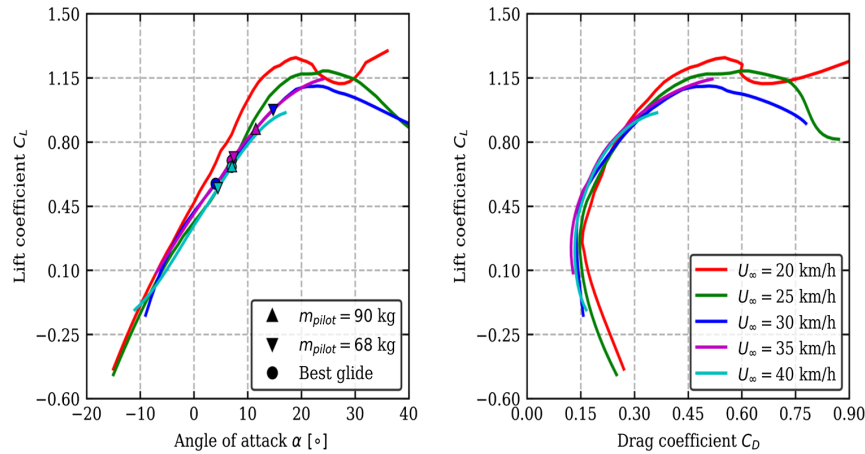 1.50
1.15
0.80
0.45
0.10
−0.25
−0.60
−20
−10
0
10
20
30
40
Lift coefficient C_L
Angle of attack α [∘]
m_pilot = 90 kg
m_pilot = 68 kg
Best glide
1.50
1.15
0.80
0.45
0.10
−0.25
−0.60
0.00
0.15
0.30
0.45
0.60
0.75
0.90
Lift coefficient C_L
Drag coefficient C_D
U_∞ = 20 km/h
U_∞ = 25 km/h
U_∞ = 30 km/h
U_∞ = 35 km/h
U_∞ = 40 km/h